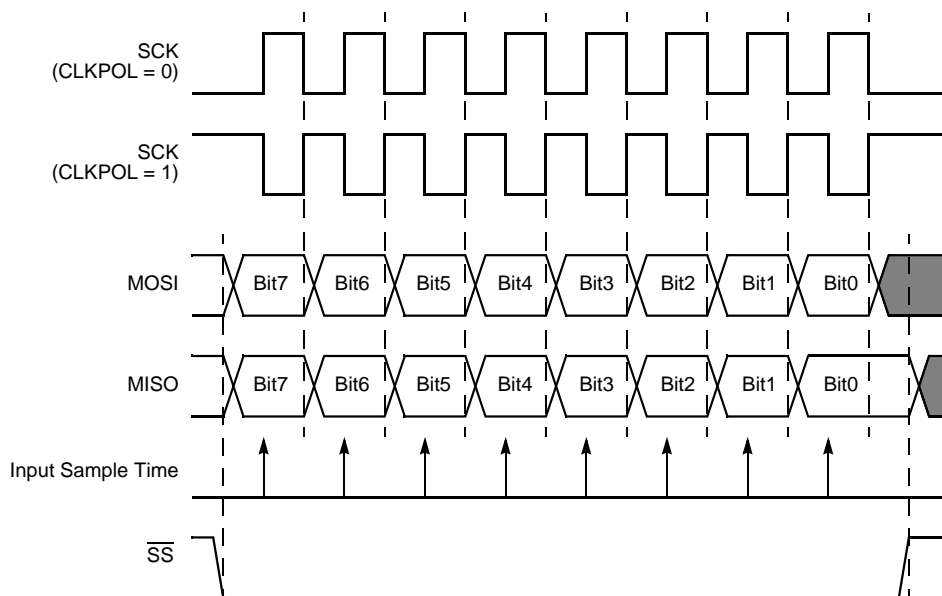 SCK
(CLKPOL = 0)
SCK
(CLKPOL = 1)
MOSI
Bit7 Bit6 Bit5 Bit4 Bit3 Bit2 Bit1 Bit0
MISO
Bit7 Bit6 Bit5 Bit4 Bit3 Bit2 Bit1 Bit0
Input Sample Time
SS